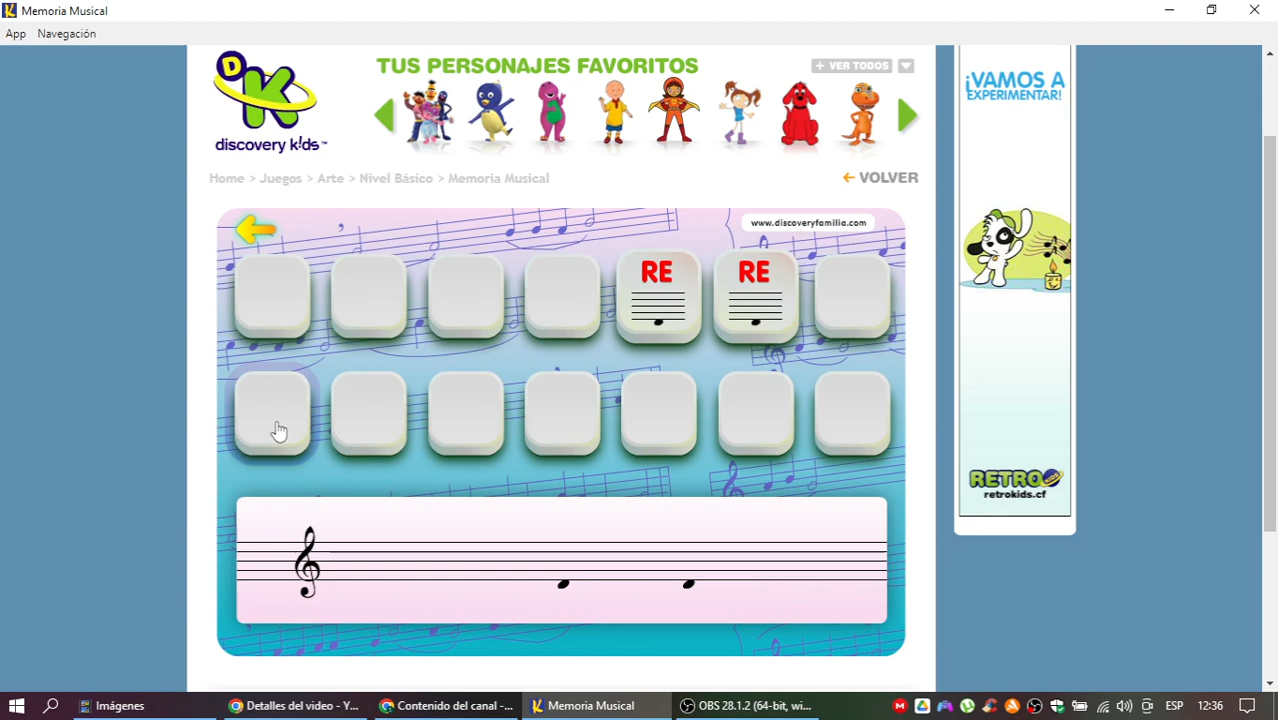 Memoria Musical
App Navegación
DK
discovery k!ds™
TUS PERSONAJES FAVORITOS
+ VER TODOS
Home > Juegos > Arte > Nivel Básico > Memoria Musical
VOLVER
www.discoveryfamilia.com
RE RE
¡VAMOS A
EXPERIMENTAR!
RETRO
retrokids.cf
Imágenes
Detalles del video - Y...
Contenido del canal -...
Memoria Musical
OBS 28.1.2 (64-bit, wi...
ESP
12:36